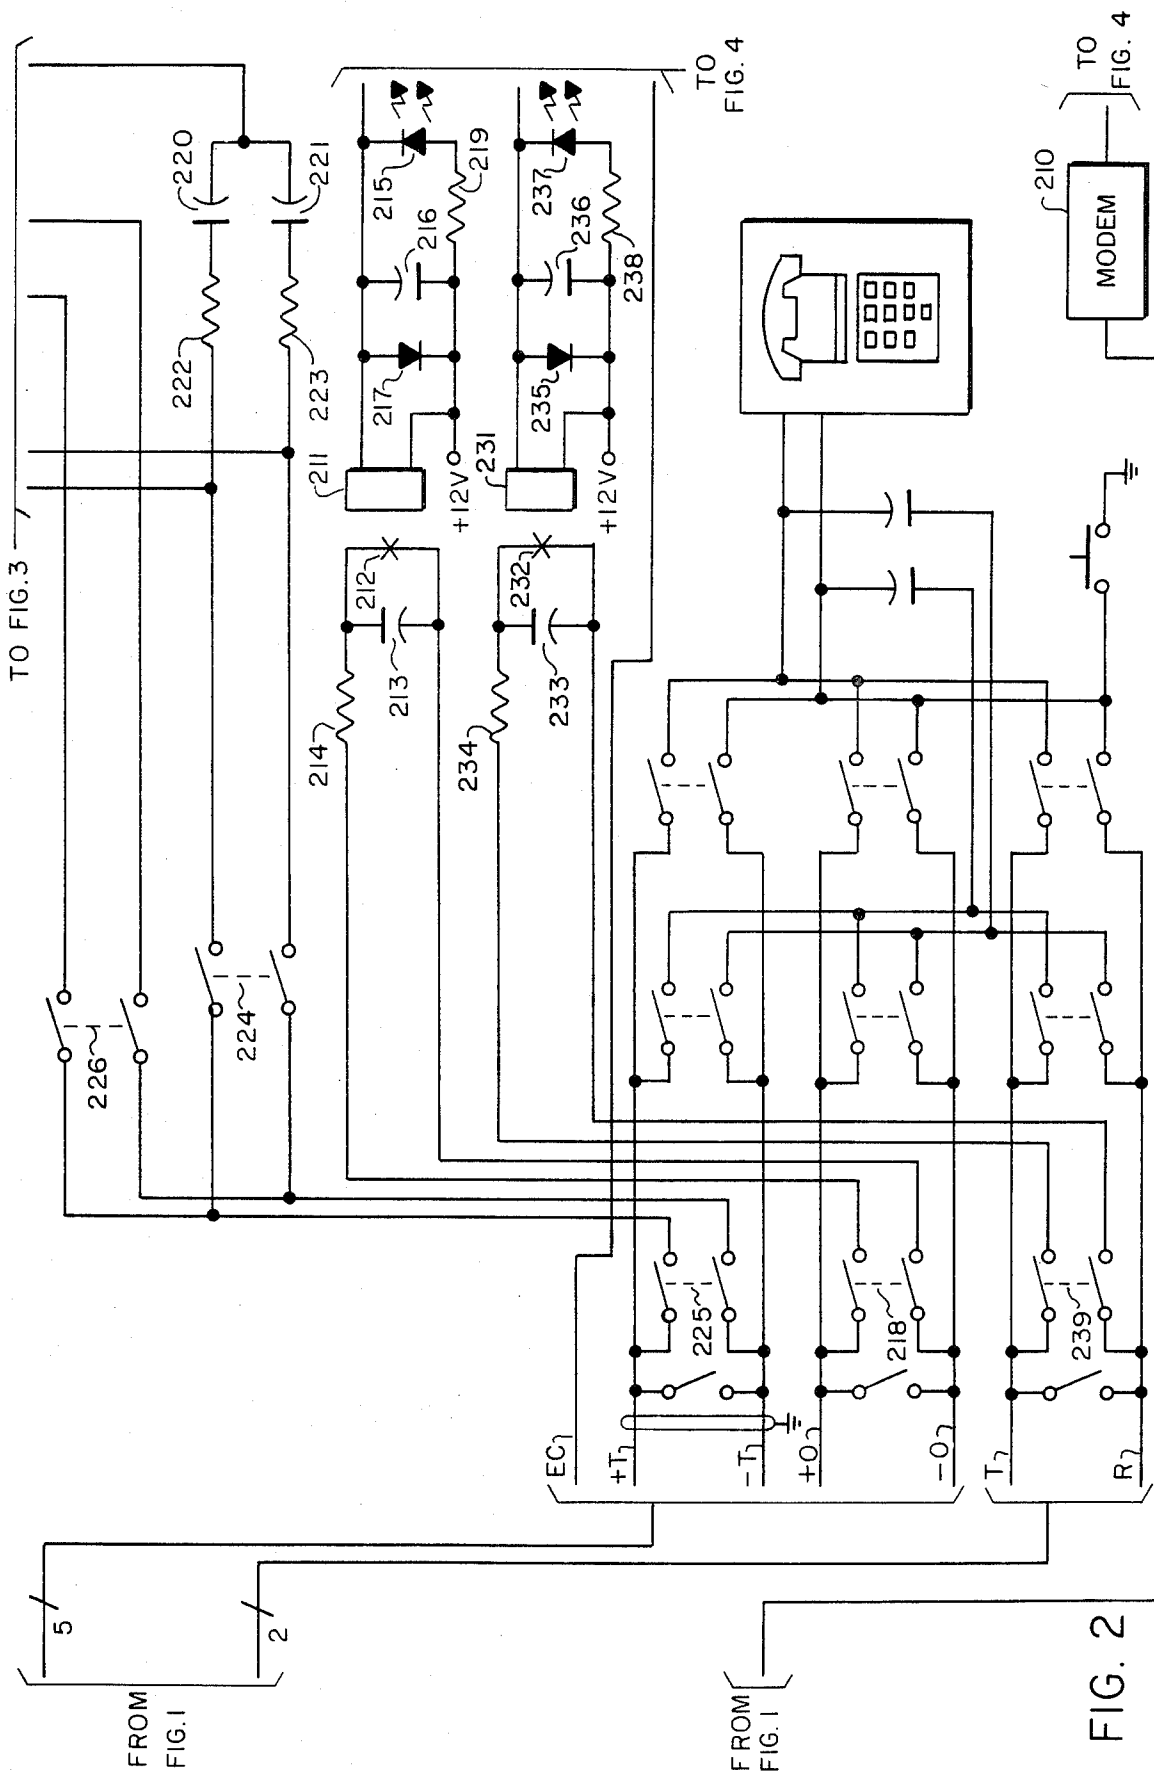 TO FIG.3
220
221
222
223
226
224
TO
FIG. 4
215
219
216
217
211
+12V
237
236
238
235
231
+12V
212
213
214
232
233
234
TO
FIG. 4
210
MODEM
225
218
239
EC
+T
-T
+O
-O
T
R
5
2
FROM
FIG.1
FROM
FIG.1
FIG. 2